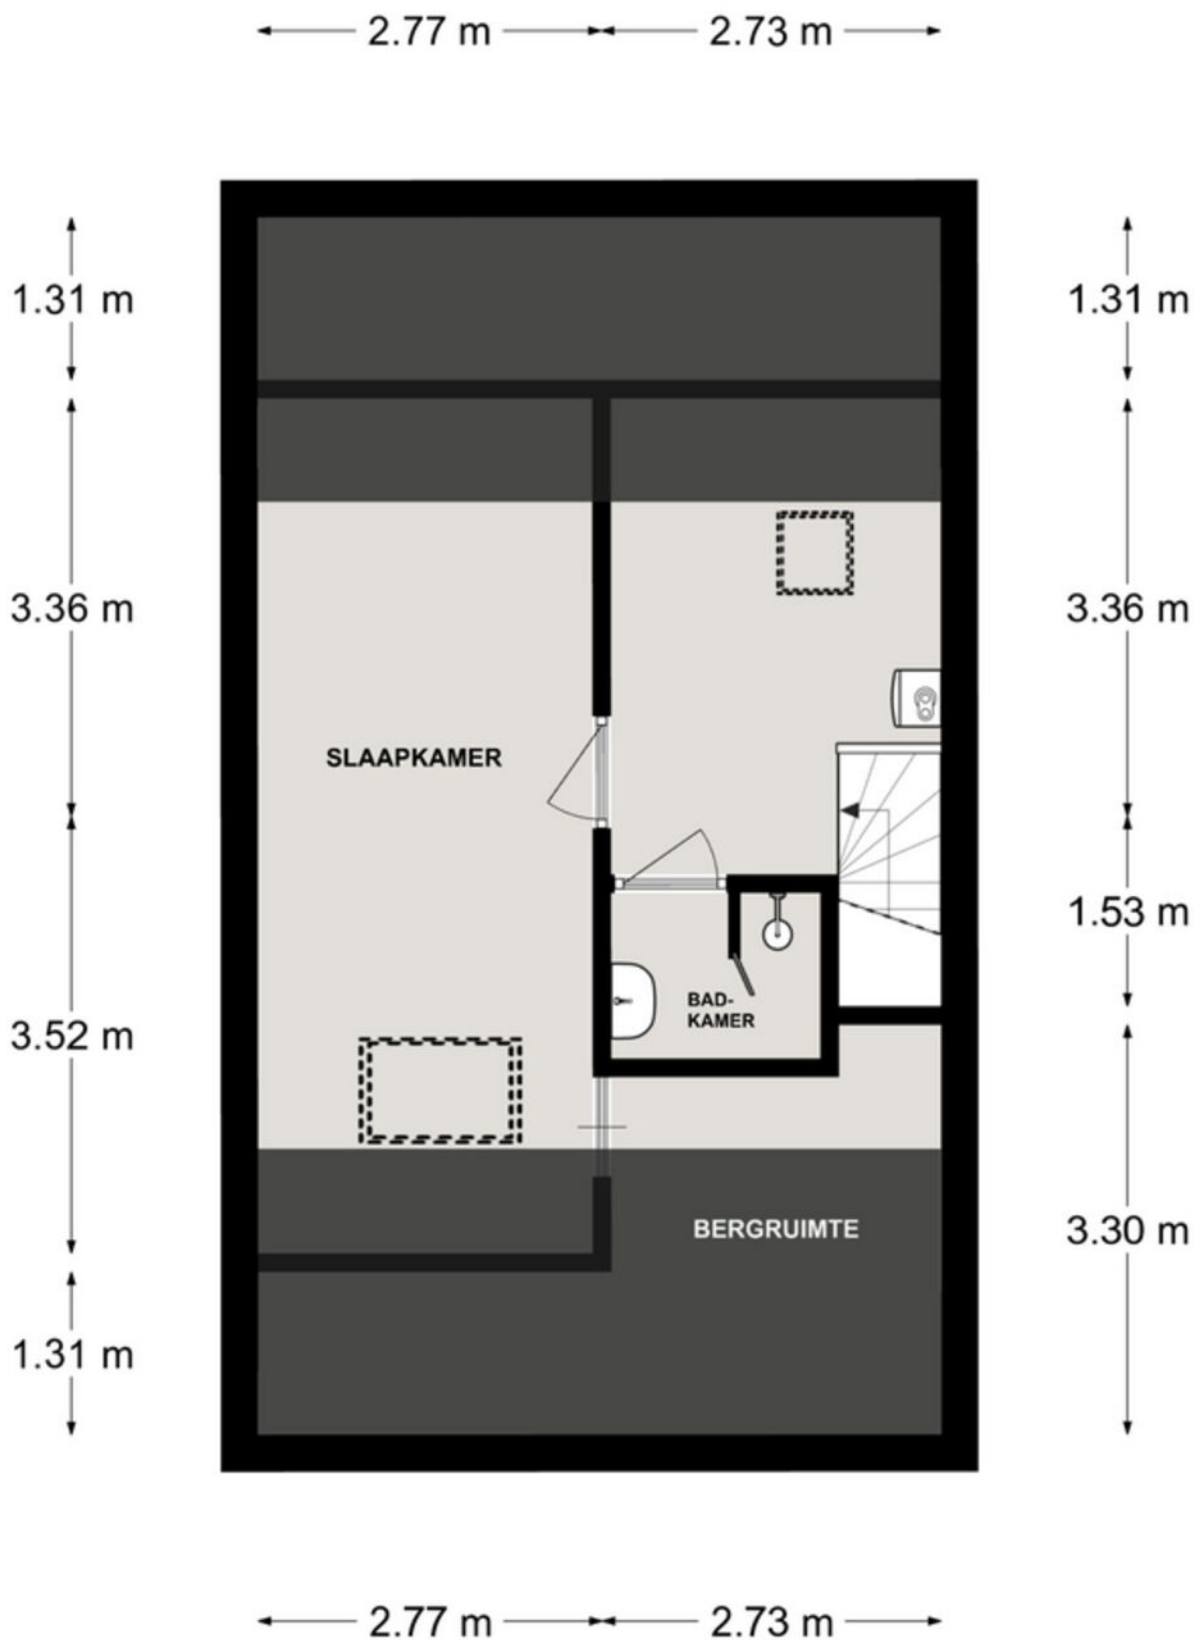 2.77 m
2.73 m
1.31 m
1.31 m
3.36 m
3.36 m
SLAAPKAMER
1.53 m
BAD-
KAMER
3.52 m
BERGRUIMTE
3.30 m
1.31 m
2.77 m
2.73 m